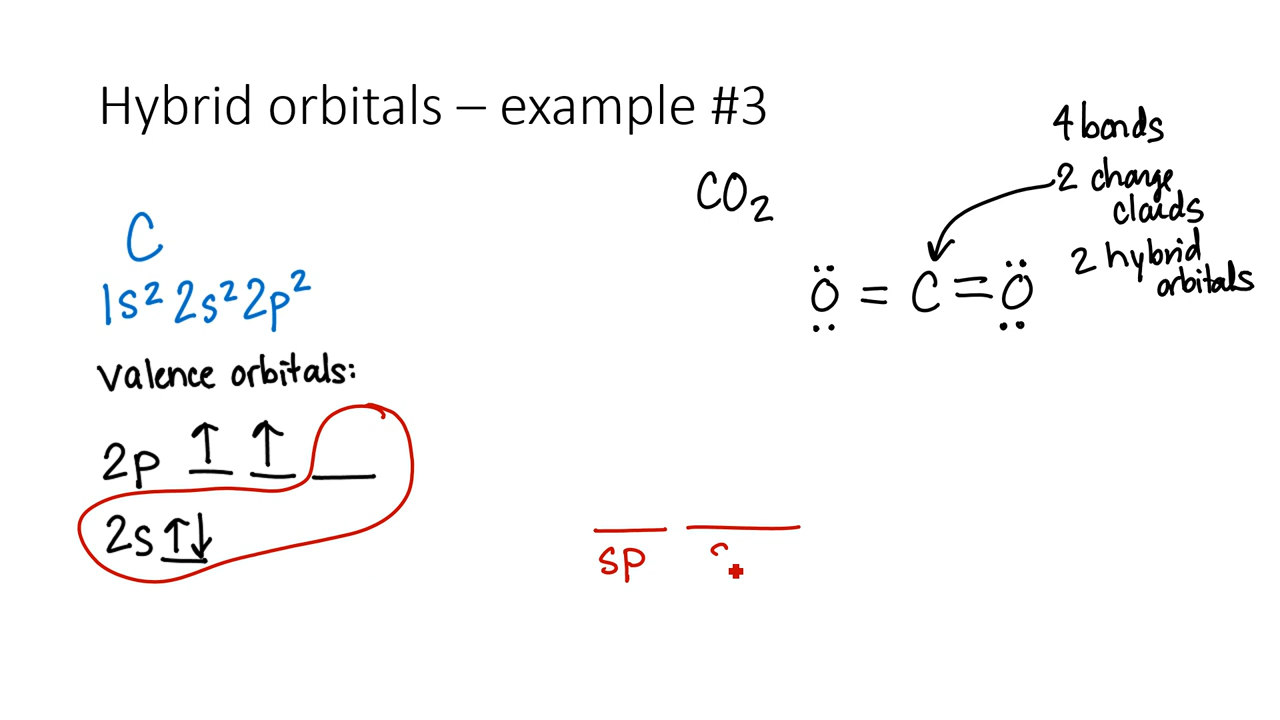 Hybrid orbitals – example #3
4 bonds
CO₂
2 charge
clouds
2 hybrid
orbitals
O = C = O
C
1s² 2s² 2p²
valence orbitals:
2p ↑ ↑
2s ↑↓
sp